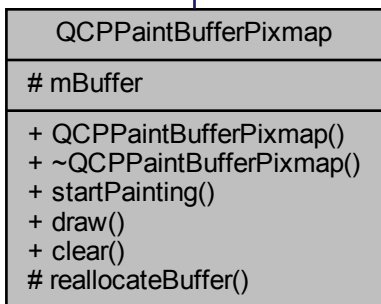 QCPPaintBufferPixmap
# mBuffer
+ QCPPaintBufferPixmap()
+ ~QCPPaintBufferPixmap()
+ startPainting()
+ draw()
+ clear()
# reallocateBuffer()